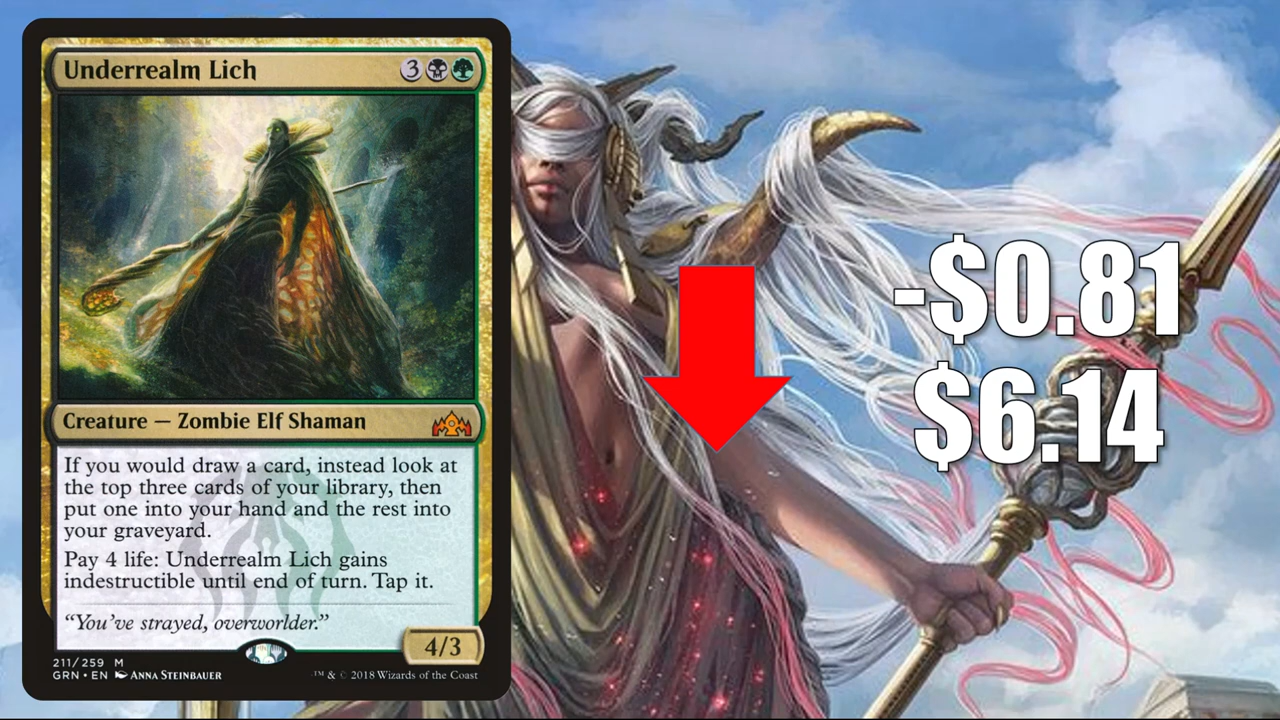 Underrealm Lich
3
Creature — Zombie Elf Shaman
If you would draw a card, instead look at
the top three cards of your library, then
put one into your hand and the rest into
your graveyard.
Pay 4 life: Underrealm Lich gains
indestructible until end of turn. Tap it.
“You’ve strayed, overworlder.”
4/3
211/259 M
GRN • EN ANNA STEINBAUER
™ & © 2018 Wizards of the Coast
-$0.81
$6.14